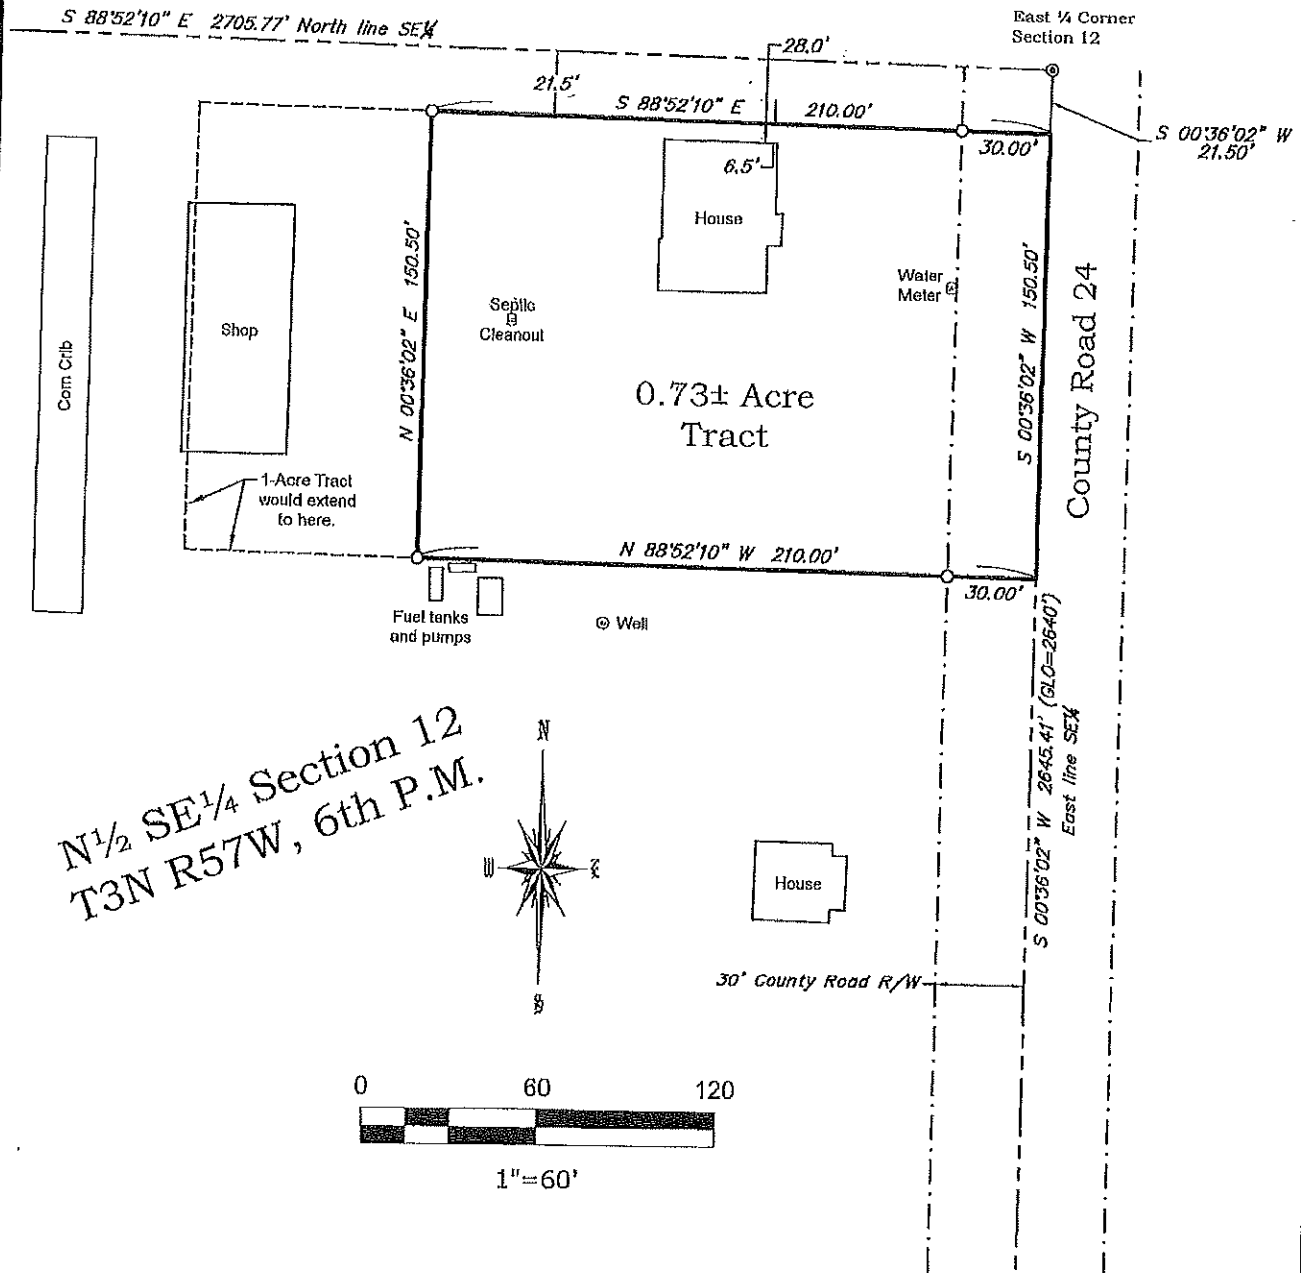 S 88°52'10" E 2705.77' North line SE¼
East ¼ Corner
Section 12
28.0'
21.5'
S 88°52'10" E 210.00'
30.00'
S 00°36'02" W
21.50'
6.5'
House
N 00°36'02" E 150.50'
Water
Meter
S 00°36'02" W 150.50'
County Road 24
Septic
Cleanout
Shop
Corn Crib
0.73± Acre
Tract
1-Acre Tract
would extend
to here.
N 88°52'10" W 210.00'
30.00'
Fuel tanks
and pumps
Well
S 00°36'02" W 2645.41' (GLO=2640')
East line SE¼
N½ SE¼ Section 12
T3N R57W, 6th P.M.
N
W
E
S
House
30' County Road R/W
0 60 120
1"=60'